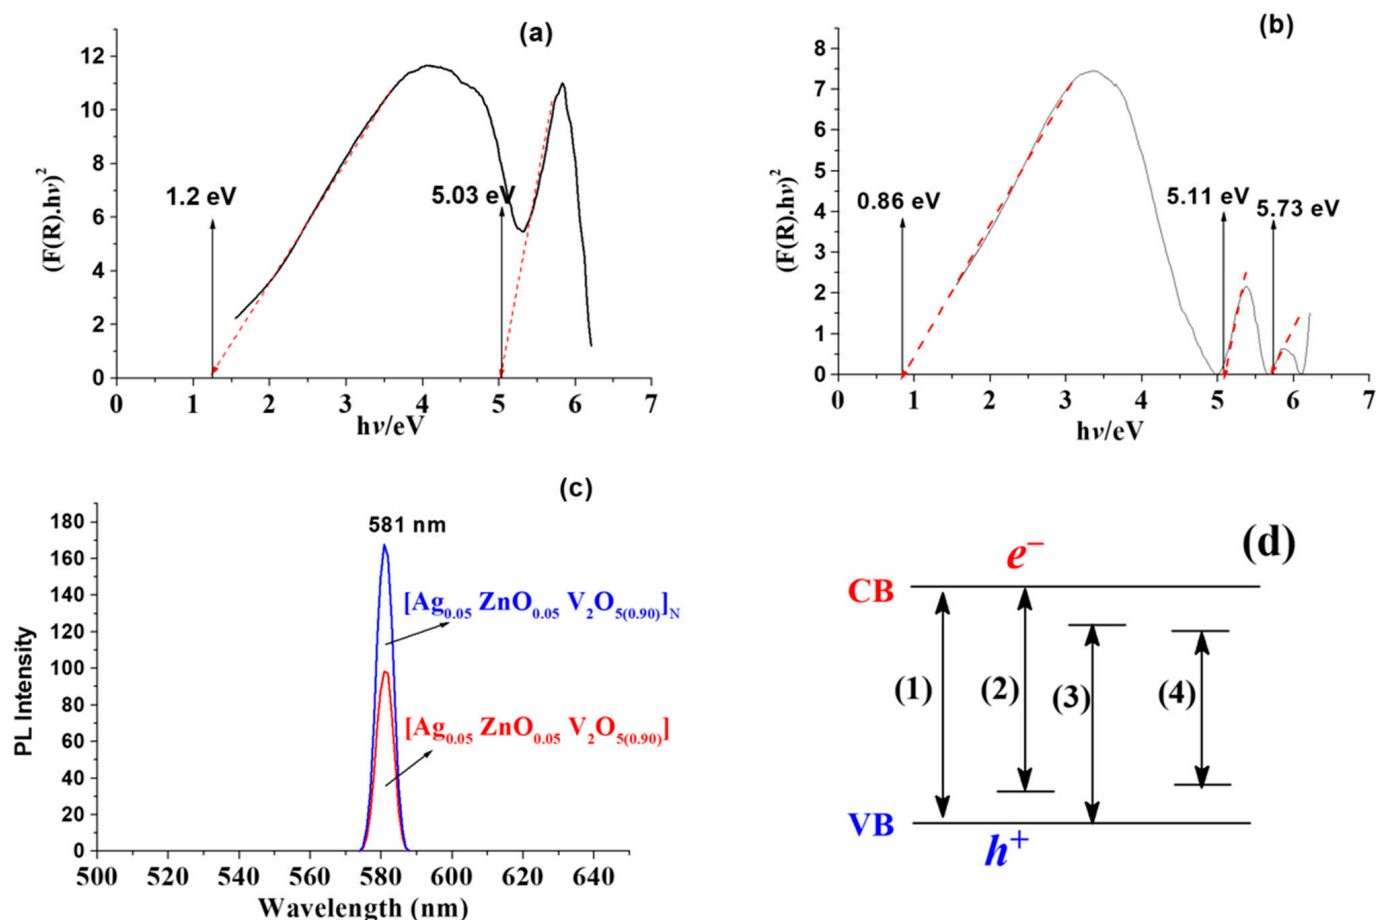 (a)
12
10
8
6
4
2
0
(F(R).hν)²
1.2 eV
5.03 eV
0 1 2 3 4 5 6 7
hν/eV
(b)
8
7
6
5
4
3
2
1
0
(F(R).hν)²
0.86 eV
5.11 eV
5.73 eV
0 1 2 3 4 5 6 7
hν/eV
(c)
180
160
140
120
100
80
60
40
20
0
PL Intensity
581 nm
[Ag0.05 ZnO0.05 V2O5(0.90)]N
[Ag0.05 ZnO0.05 V2O5(0.90)]
500 520 540 560 580 600 620 640
Wavelength (nm)
(d)
e−
CB
(1) (2) (3) (4)
VB
h+